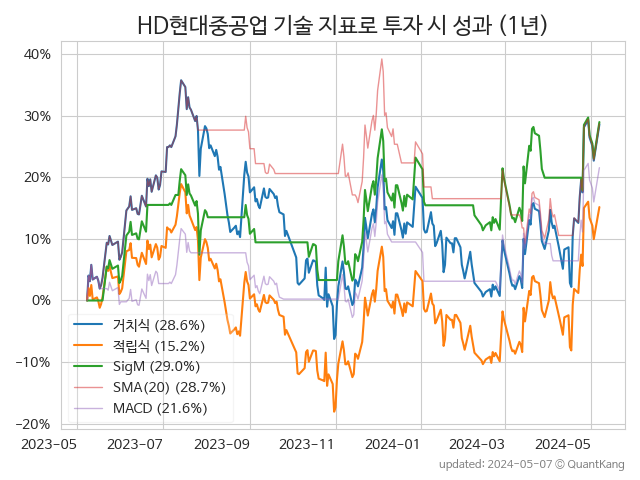 HD현대중공업 기술 지표로 투자 시 성과 (1년)
40%
30%
20%
10%
0%
−10%
−20%
거치식 (28.6%)
적립식 (15.2%)
SigM (29.0%)
SMA(20) (28.7%)
MACD (21.6%)
2023-05 2023-07 2023-09 2023-11 2024-01 2024-03 2024-05
updated: 2024-05-07 © QuantKang